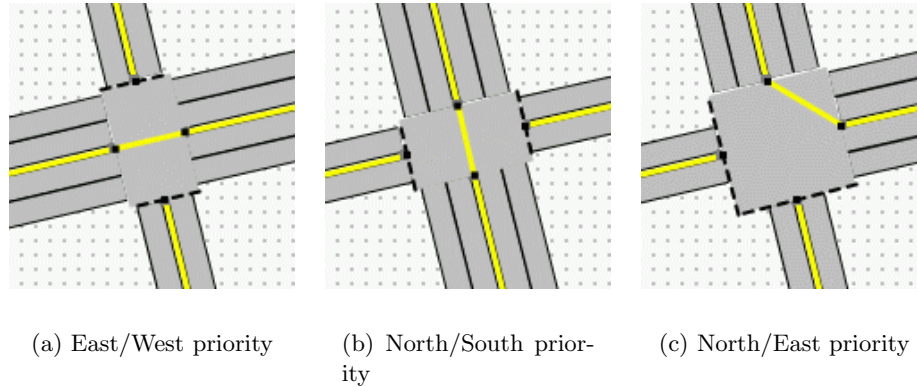 (a) East/West priority
(b) North/South prior-
ity
(c) North/East priority